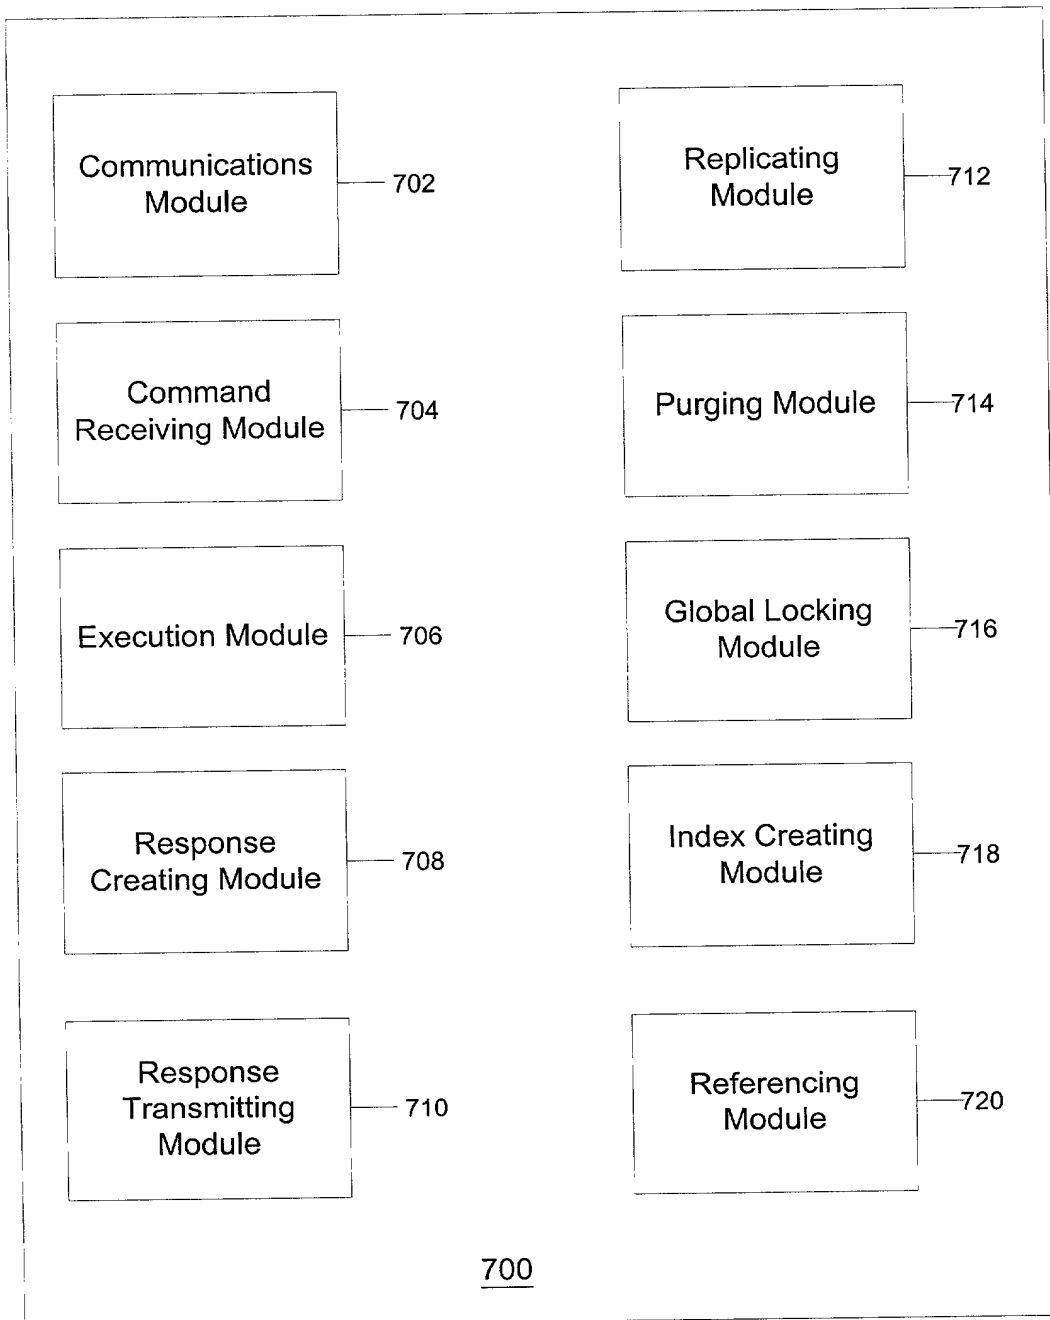 Communications
Module
702
Command
Receiving Module
704
Execution Module
706
Response
Creating Module
708
Response
Transmitting
Module
710
Replicating
Module
712
Purging Module
714
Global Locking
Module
716
Index Creating
Module
718
Referencing
Module
720
700